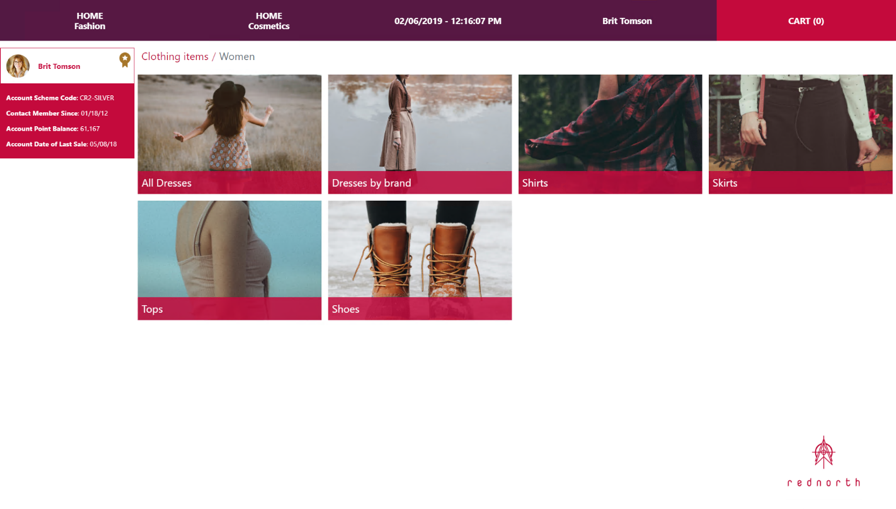 HOME
Fashion
HOME
Cosmetics
02/06/2019 - 12:16:07 PM
Brit Tomson
CART (0)
Brit Tomson
Account Scheme Code: CR2-SILVER
Contact Member Since: 01/18/12
Account Point Balance: 61,167
Account Date of Last Sale: 05/08/18
Clothing items / Women
All Dresses
Dresses by brand
Shirts
Skirts
Tops
Shoes
rednorth